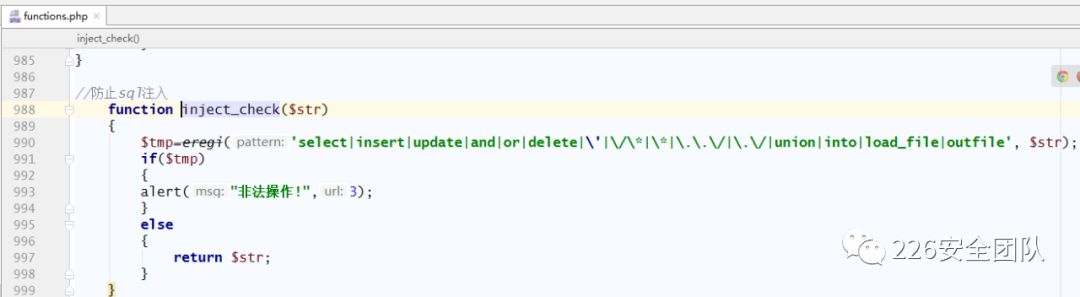 functions.php
inject_check()
985 }
986
987 //防止sql注入
988 function inject_check($str)
989 {
990 $tmp=eregi( pattern: 'select|insert|update|and|or|delete|\'|\/\*|\*|\.\.\/|\.\/|union|into|load_file|outfile', $str);
991 if($tmp)
992 {
993 alert( msg: "非法操作!", url: 3);
994 }
995 else
996 {
997 return $str;
998 }
999 }
226安全团队